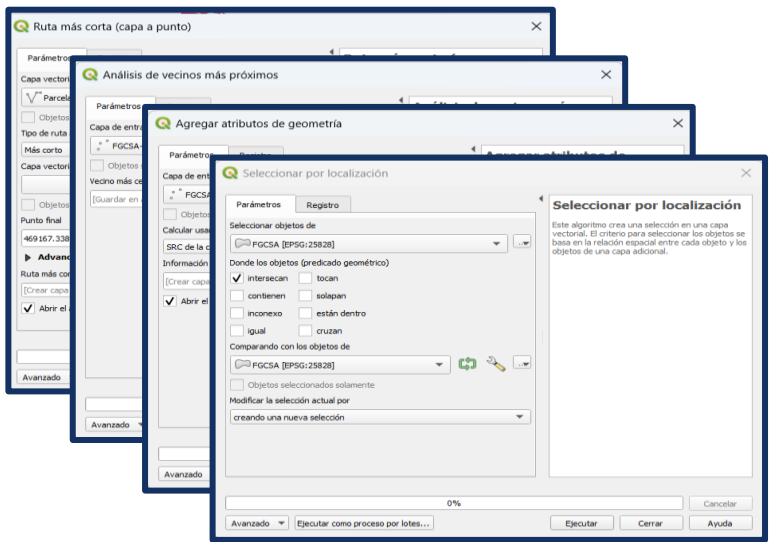 Ruta más corta (capa a punto)
Parámetros
Capa vectori
Parcela
Objetos
Tipo de ruta
Más corto
Capa vectori
Objetos
Punto final
469167.338
Advanc
Ruta más cor
[Crear capa
Abrir el a
Avanzado
Análisis de vecinos más próximos
Parámetros
Capa de entra
FGCSA-
Objetos
Vecino más ce
[Guardar en a
Avanzado
Agregar atributos de geometría
Parámetros
Registro
Agregar atributos de
Capa de ent
FGCSA
Objetos
Calcular usa
SRC de la c
Información
[Crear capa
Abrir el
Avanzado
Seleccionar por localización
Parámetros
Registro
Seleccionar objetos de
FGCSA [EPSG:25828]
Donde los objetos (predicado geométrico)
intersecan tocan
contienen solapan
inconexo están dentro
igual cruzan
Comparando con los objetos de
FGCSA [EPSG:25828]
Objetos seleccionados solamente
Modificar la selección actual por
creando una nueva selección
Seleccionar por localización
Este algoritmo crea una selección en una capa
vectorial. El criterio para seleccionar los objetos se
basa en la relación espacial entre cada objeto y los
objetos de una capa adicional.
0%
Cancelar
Avanzado
Ejecutar como proceso por lotes...
Ejecutar
Cerrar
Ayuda